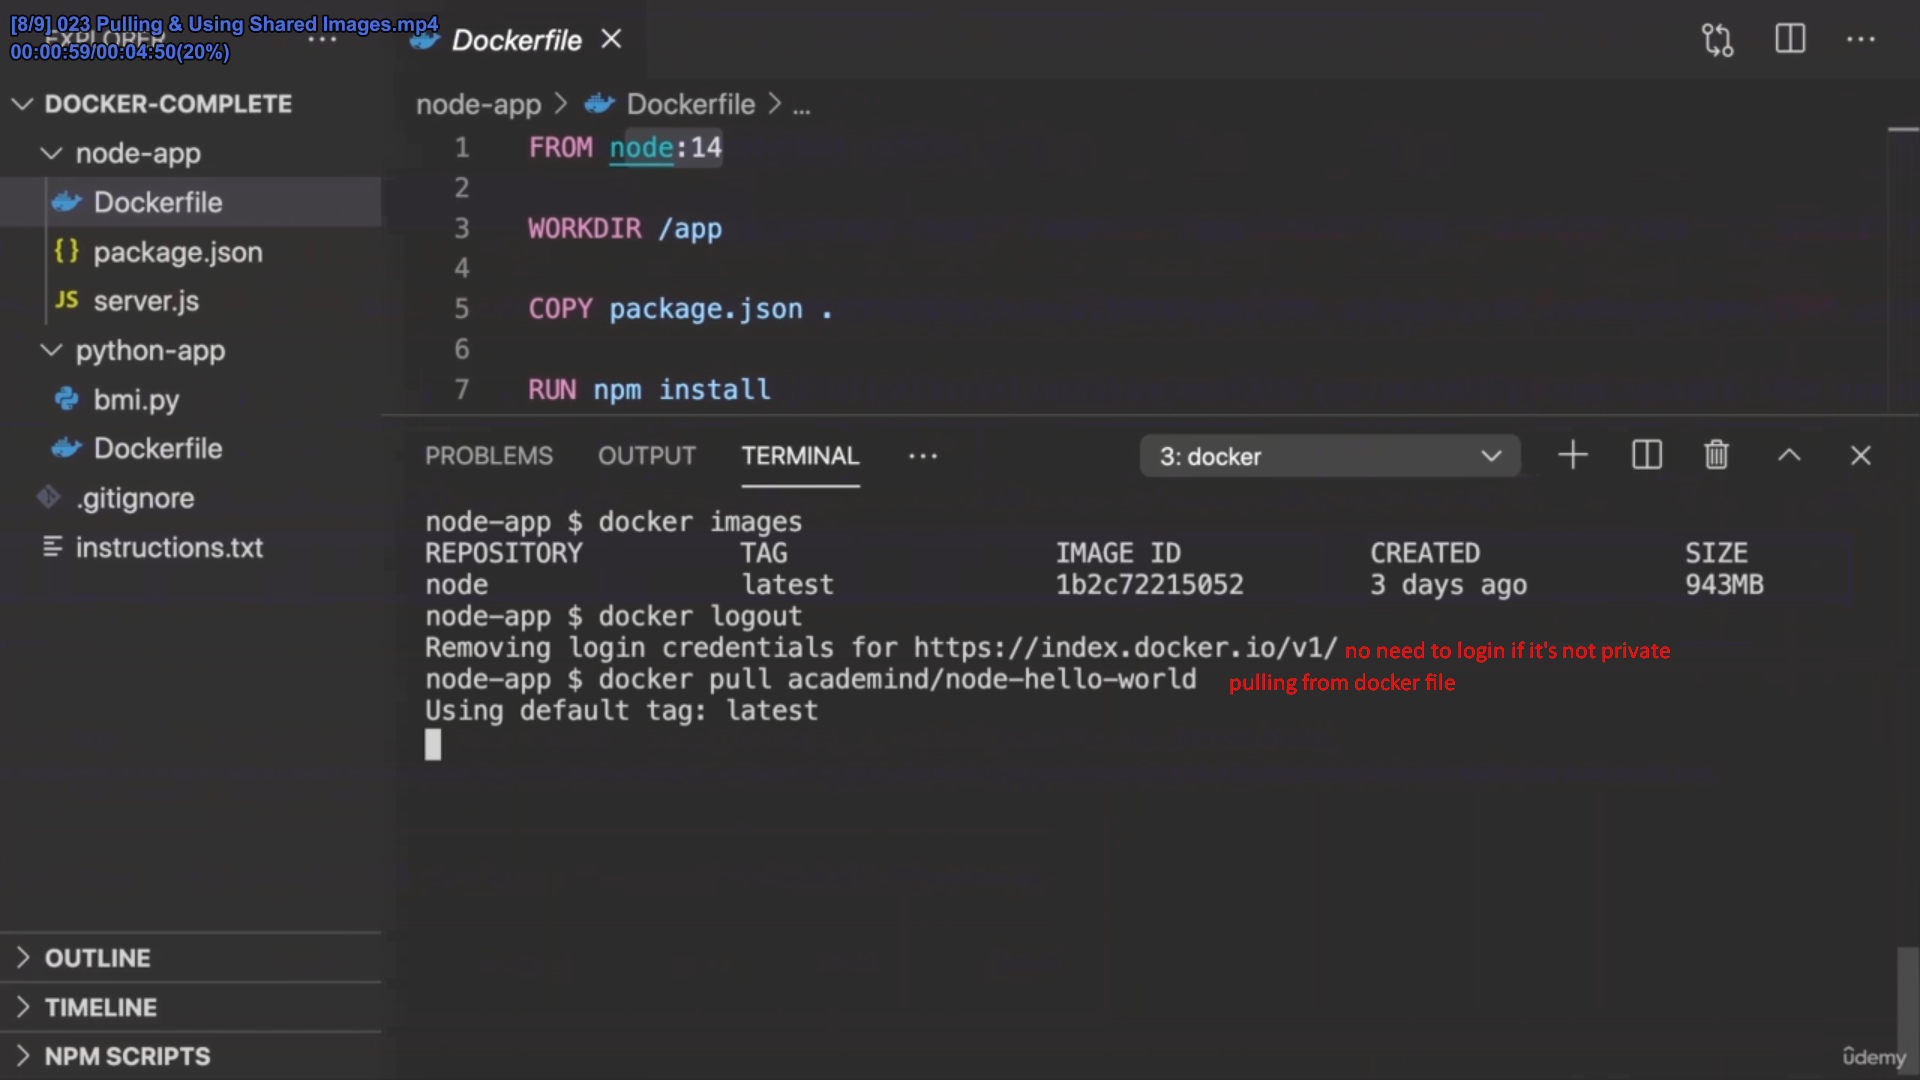 [8/9] 023 Pulling & Using Shared Images.mp4
00:00:59/00:04:50(20%)
EXPLORER
DOCKER-COMPLETE
node-app
Dockerfile
package.json
server.js
python-app
bmi.py
Dockerfile
.gitignore
instructions.txt
OUTLINE
TIMELINE
NPM SCRIPTS
Dockerfile
node-app > Dockerfile > ...
1 FROM node:14
2
3 WORKDIR /app
4
5 COPY package.json .
6
7 RUN npm install
PROBLEMS OUTPUT TERMINAL 3: docker
node-app $ docker images
REPOSITORY TAG IMAGE ID CREATED SIZE
node latest 1b2c72215052 3 days ago 943MB
node-app $ docker logout
Removing login credentials for https://index.docker.io/v1/ no need to login if it's not private
node-app $ docker pull academind/node-hello-world pulling from docker file
Using default tag: latest
ûdemy